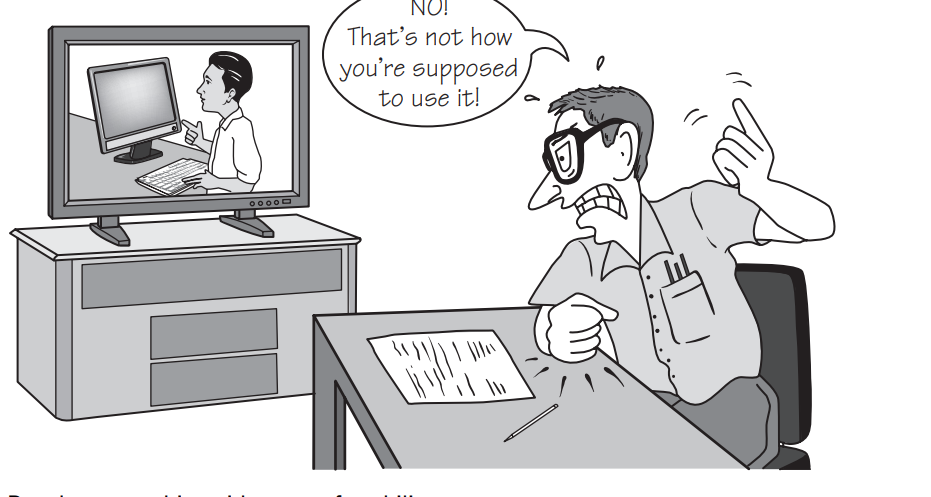 NO!
That's not how
you're supposed
to use it!